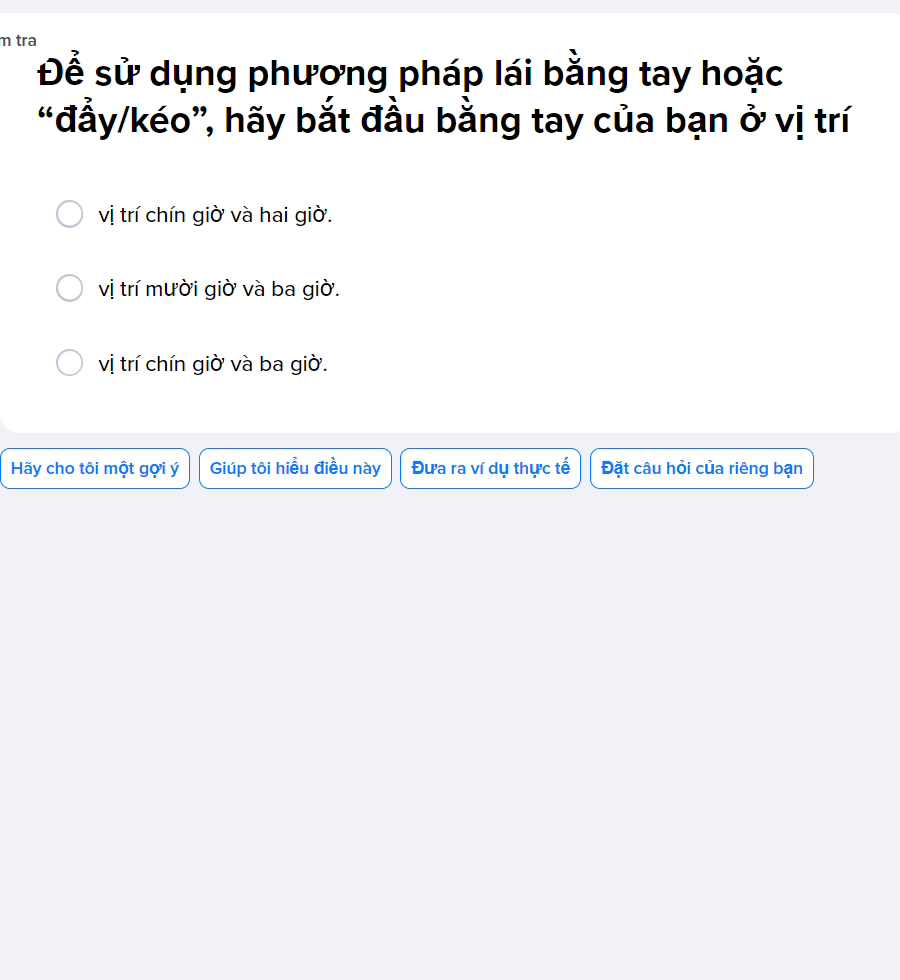 m tra
Để sử dụng phương pháp lái bằng tay hoặc
“đẩy/kéo”, hãy bắt đầu bằng tay của bạn ở vị trí
vị trí chín giờ và hai giờ.
vị trí mười giờ và ba giờ.
vị trí chín giờ và ba giờ.
Hãy cho tôi một gợi ý
Giúp tôi hiểu điều này
Đưa ra ví dụ thực tế
Đặt câu hỏi của riêng bạn